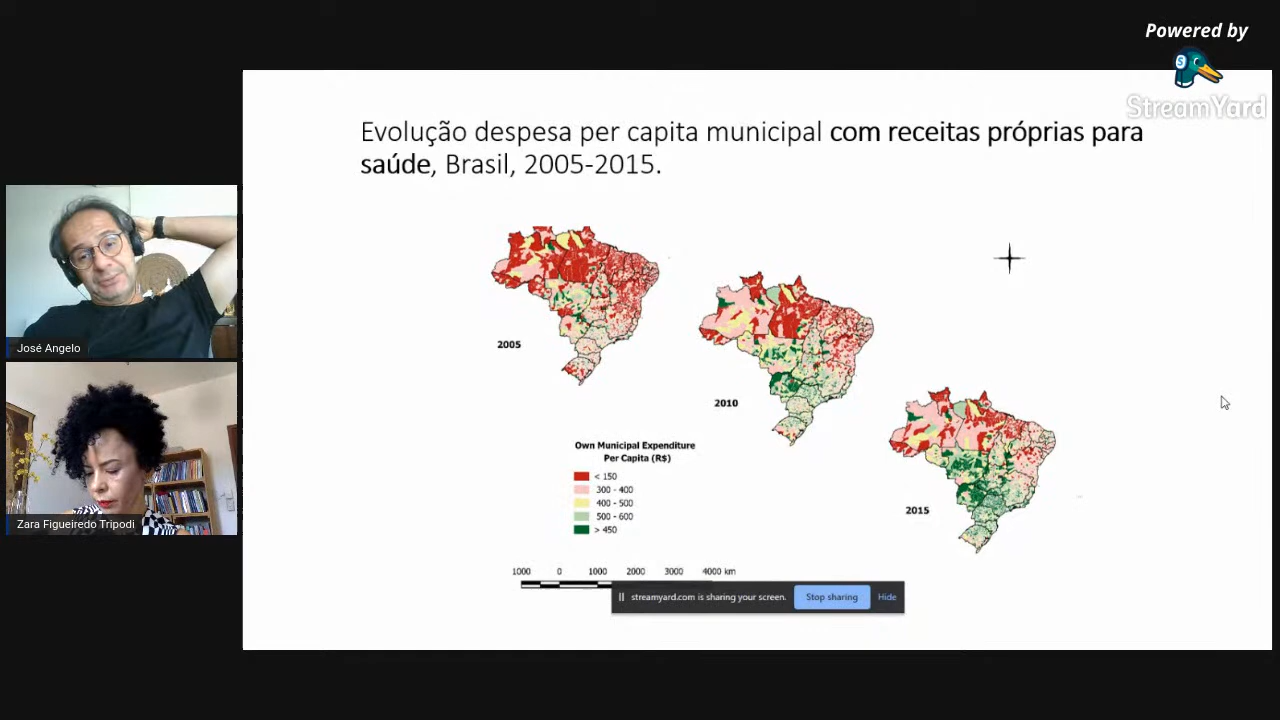 Powered by
StreamYard
Evolução despesa per capita municipal com receitas próprias para
saúde, Brasil, 2005-2015.
José Angelo
Zara Figueiredo Tripodi
2005
2010
2015
Own Municipal Expenditure
Per Capita (R$)
< 150
300 - 400
400 - 500
500 - 600
> 450
1000 0 1000 2000 3000 4000 km
streamyard.com is sharing your screen. Stop sharing Hide